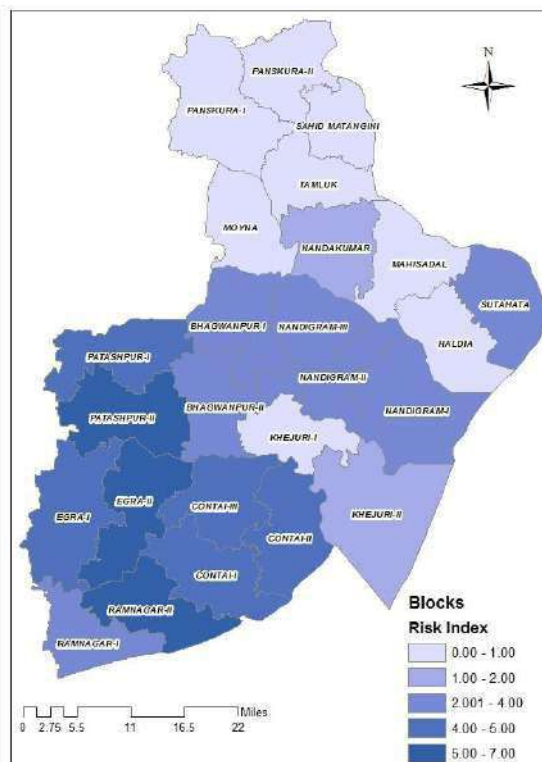 N
PANSKURA-II
PANSKURA-I
SAHID MATANGINI
TAMLUK
MOYNA
NANDAKUMAR
MAHISADAL
SUTAHATA
BHAGWANPUR-I
NANDIGRAM-III
HALDIA
PATASHPUR-I
NANDIGRAM-II
PATASHPUR-II
BHAGWANPUR-II
NANDIGRAM-I
KHEJURI-I
EGRA-II
CONTAI-III
KHEJURI-II
EGRA-I
CONTAI-II
CONTAI-I
RAMNAGAR-II
RAMNAGAR-I
Blocks
Risk Index
0.00 - 1.00
1.00 - 2.00
2.001 - 4.00
4.00 - 5.00
5.00 - 7.00
Miles
0 2.75 5.5 11 16.5 22